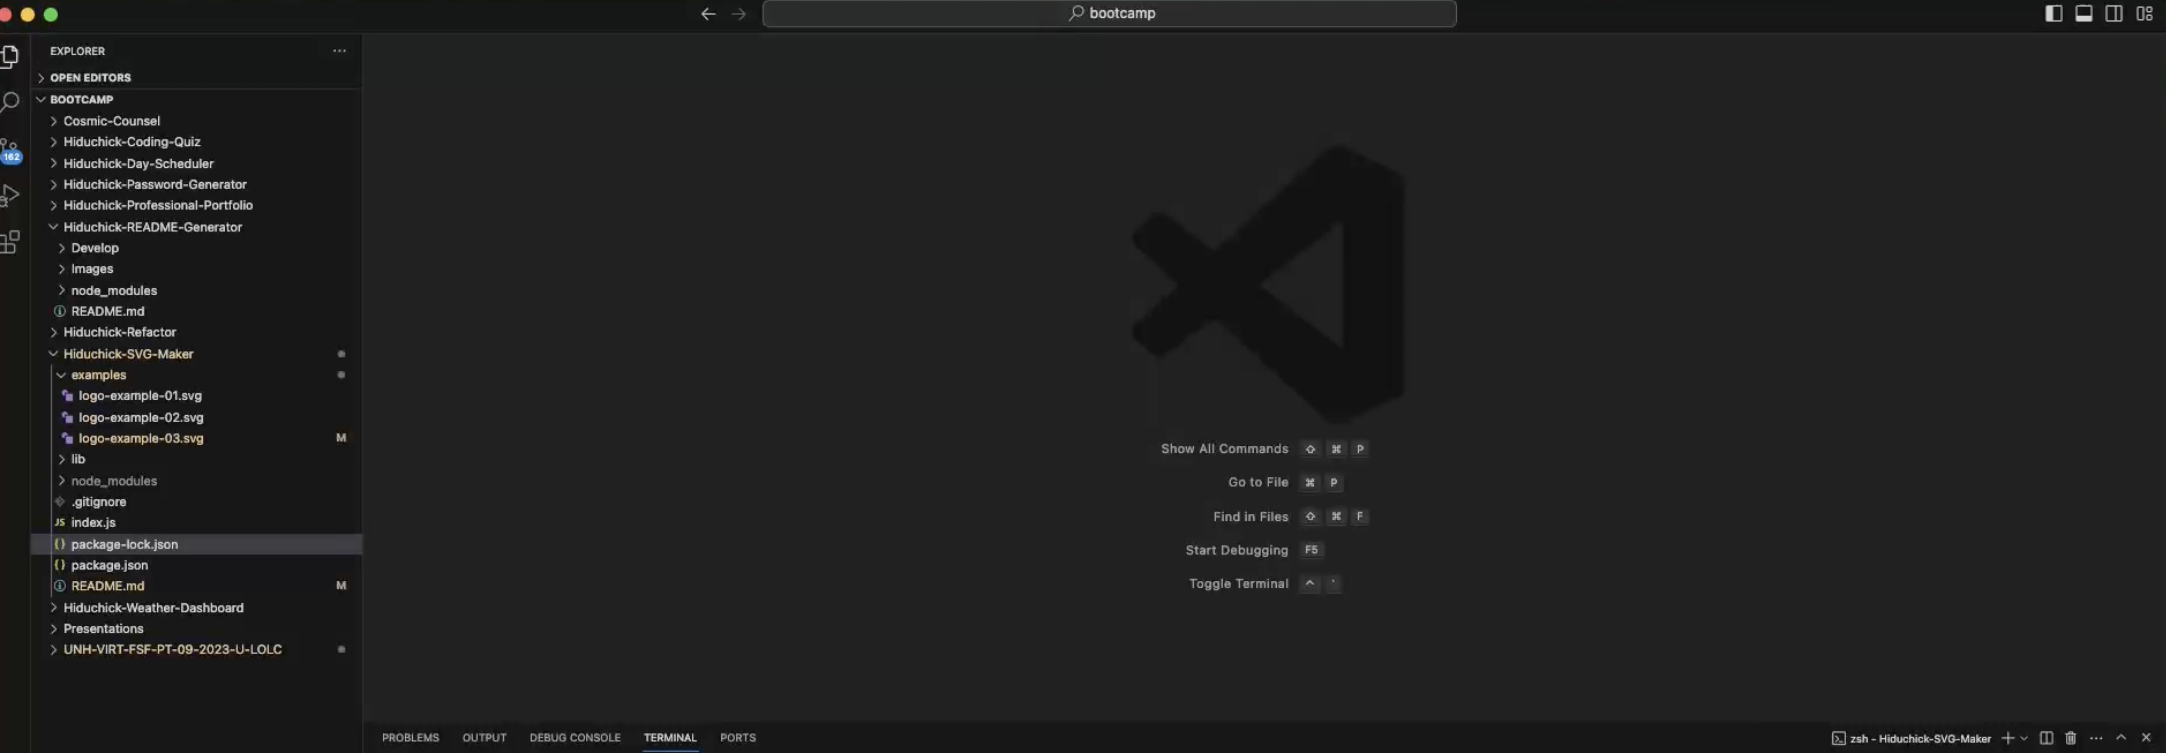 bootcamp
EXPLORER
OPEN EDITORS
BOOTCAMP
Cosmic-Counsel
Hiduchick-Coding-Quiz
162
Hiduchick-Day-Scheduler
Hiduchick-Password-Generator
Hiduchick-Professional-Portfolio
Hiduchick-README-Generator
Develop
Images
node_modules
README.md
Hiduchick-Refactor
Hiduchick-SVG-Maker
examples
logo-example-01.svg
logo-example-02.svg
logo-example-03.svg M
lib
node_modules
.gitignore
JS index.js
{} package-lock.json
{} package.json
README.md M
Hiduchick-Weather-Dashboard
Presentations
UNH-VIRT-FSF-PT-09-2023-U-LOLC
Show All Commands ⇧ ⌘ P
Go to File ⌘ P
Find in Files ⇧ ⌘ F
Start Debugging F5
Toggle Terminal ^ `
PROBLEMS OUTPUT DEBUG CONSOLE TERMINAL PORTS zsh - Hiduchick-SVG-Maker